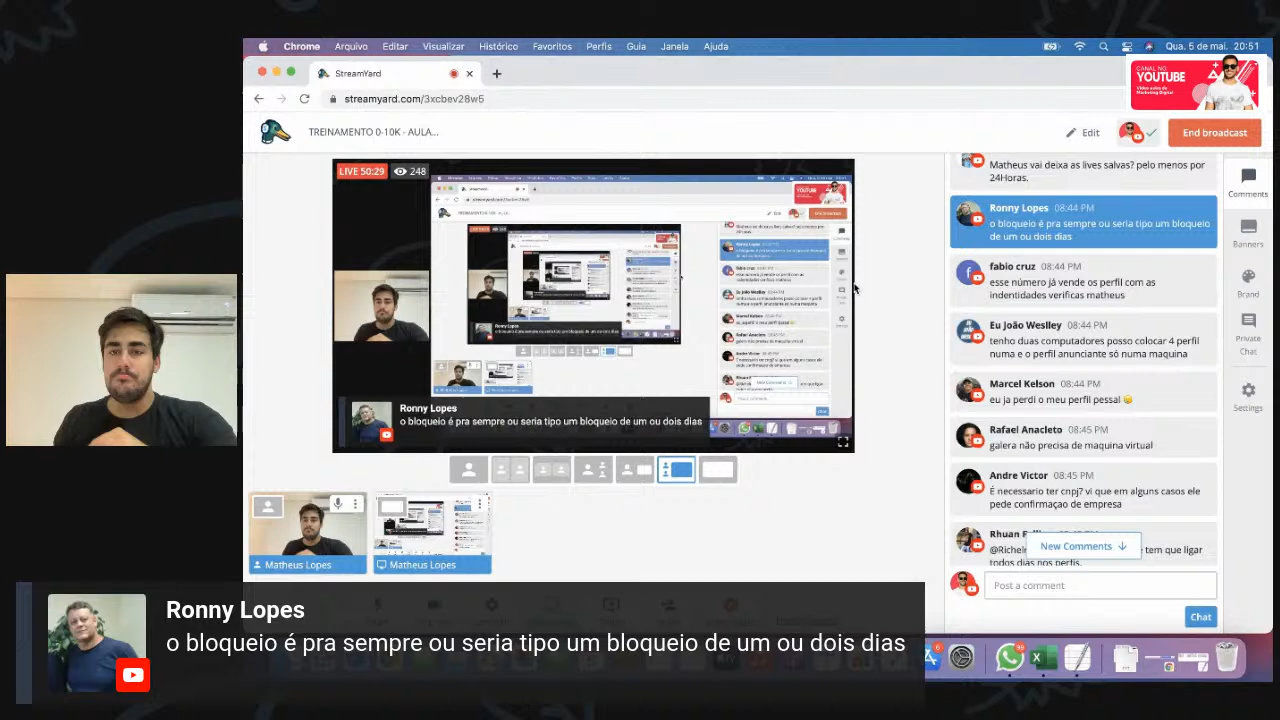 Chrome Arquivo Editar Visualizar Histórico Favoritos Perfis Guia Janela Ajuda Qua. 5 de mai. 20:51
StreamYard
streamyard.com/3xcbev28w5
CANAL NO
YOUTUBE
Vídeo aulas de
Marketing Digital
TREINAMENTO 0-10K - AULA...
Edit
End broadcast
LIVE 50:29 248
Ronny Lopes
o bloqueio é pra sempre ou seria tipo um bloqueio de um ou dois dias
Matheus Lopes
Matheus Lopes
Matheus vai deixa as lives salvas? pelo menos por
24Horas.
Ronny Lopes 08:44 PM
o bloqueio é pra sempre ou seria tipo um bloqueio
de um ou dois dias
fabio cruz 08:44 PM
esse número já vende os perfil com as
indentidades verificas matheus
Eu João Weslley 08:44 PM
tenho duas computadores posso colocar 4 perfil
numa e o perfil anunciante só numa maquina
Marcel Kelson 08:44 PM
eu ja perdi o meu perfil pessal
Rafael Anacleto 08:45 PM
galera não precisa de maquina virtual
Andre Victor 08:45 PM
É necessario ter cnpj? vi que em alguns casos ele
pede confirmaçao de empresa
New Comments
tem que ligar
todos dias nos perfis.
Post a comment
Chat
Comments
Banners
Brand
Private
Chat
Settings
Ronny Lopes
o bloqueio é pra sempre ou seria tipo um bloqueio de um ou dois dias